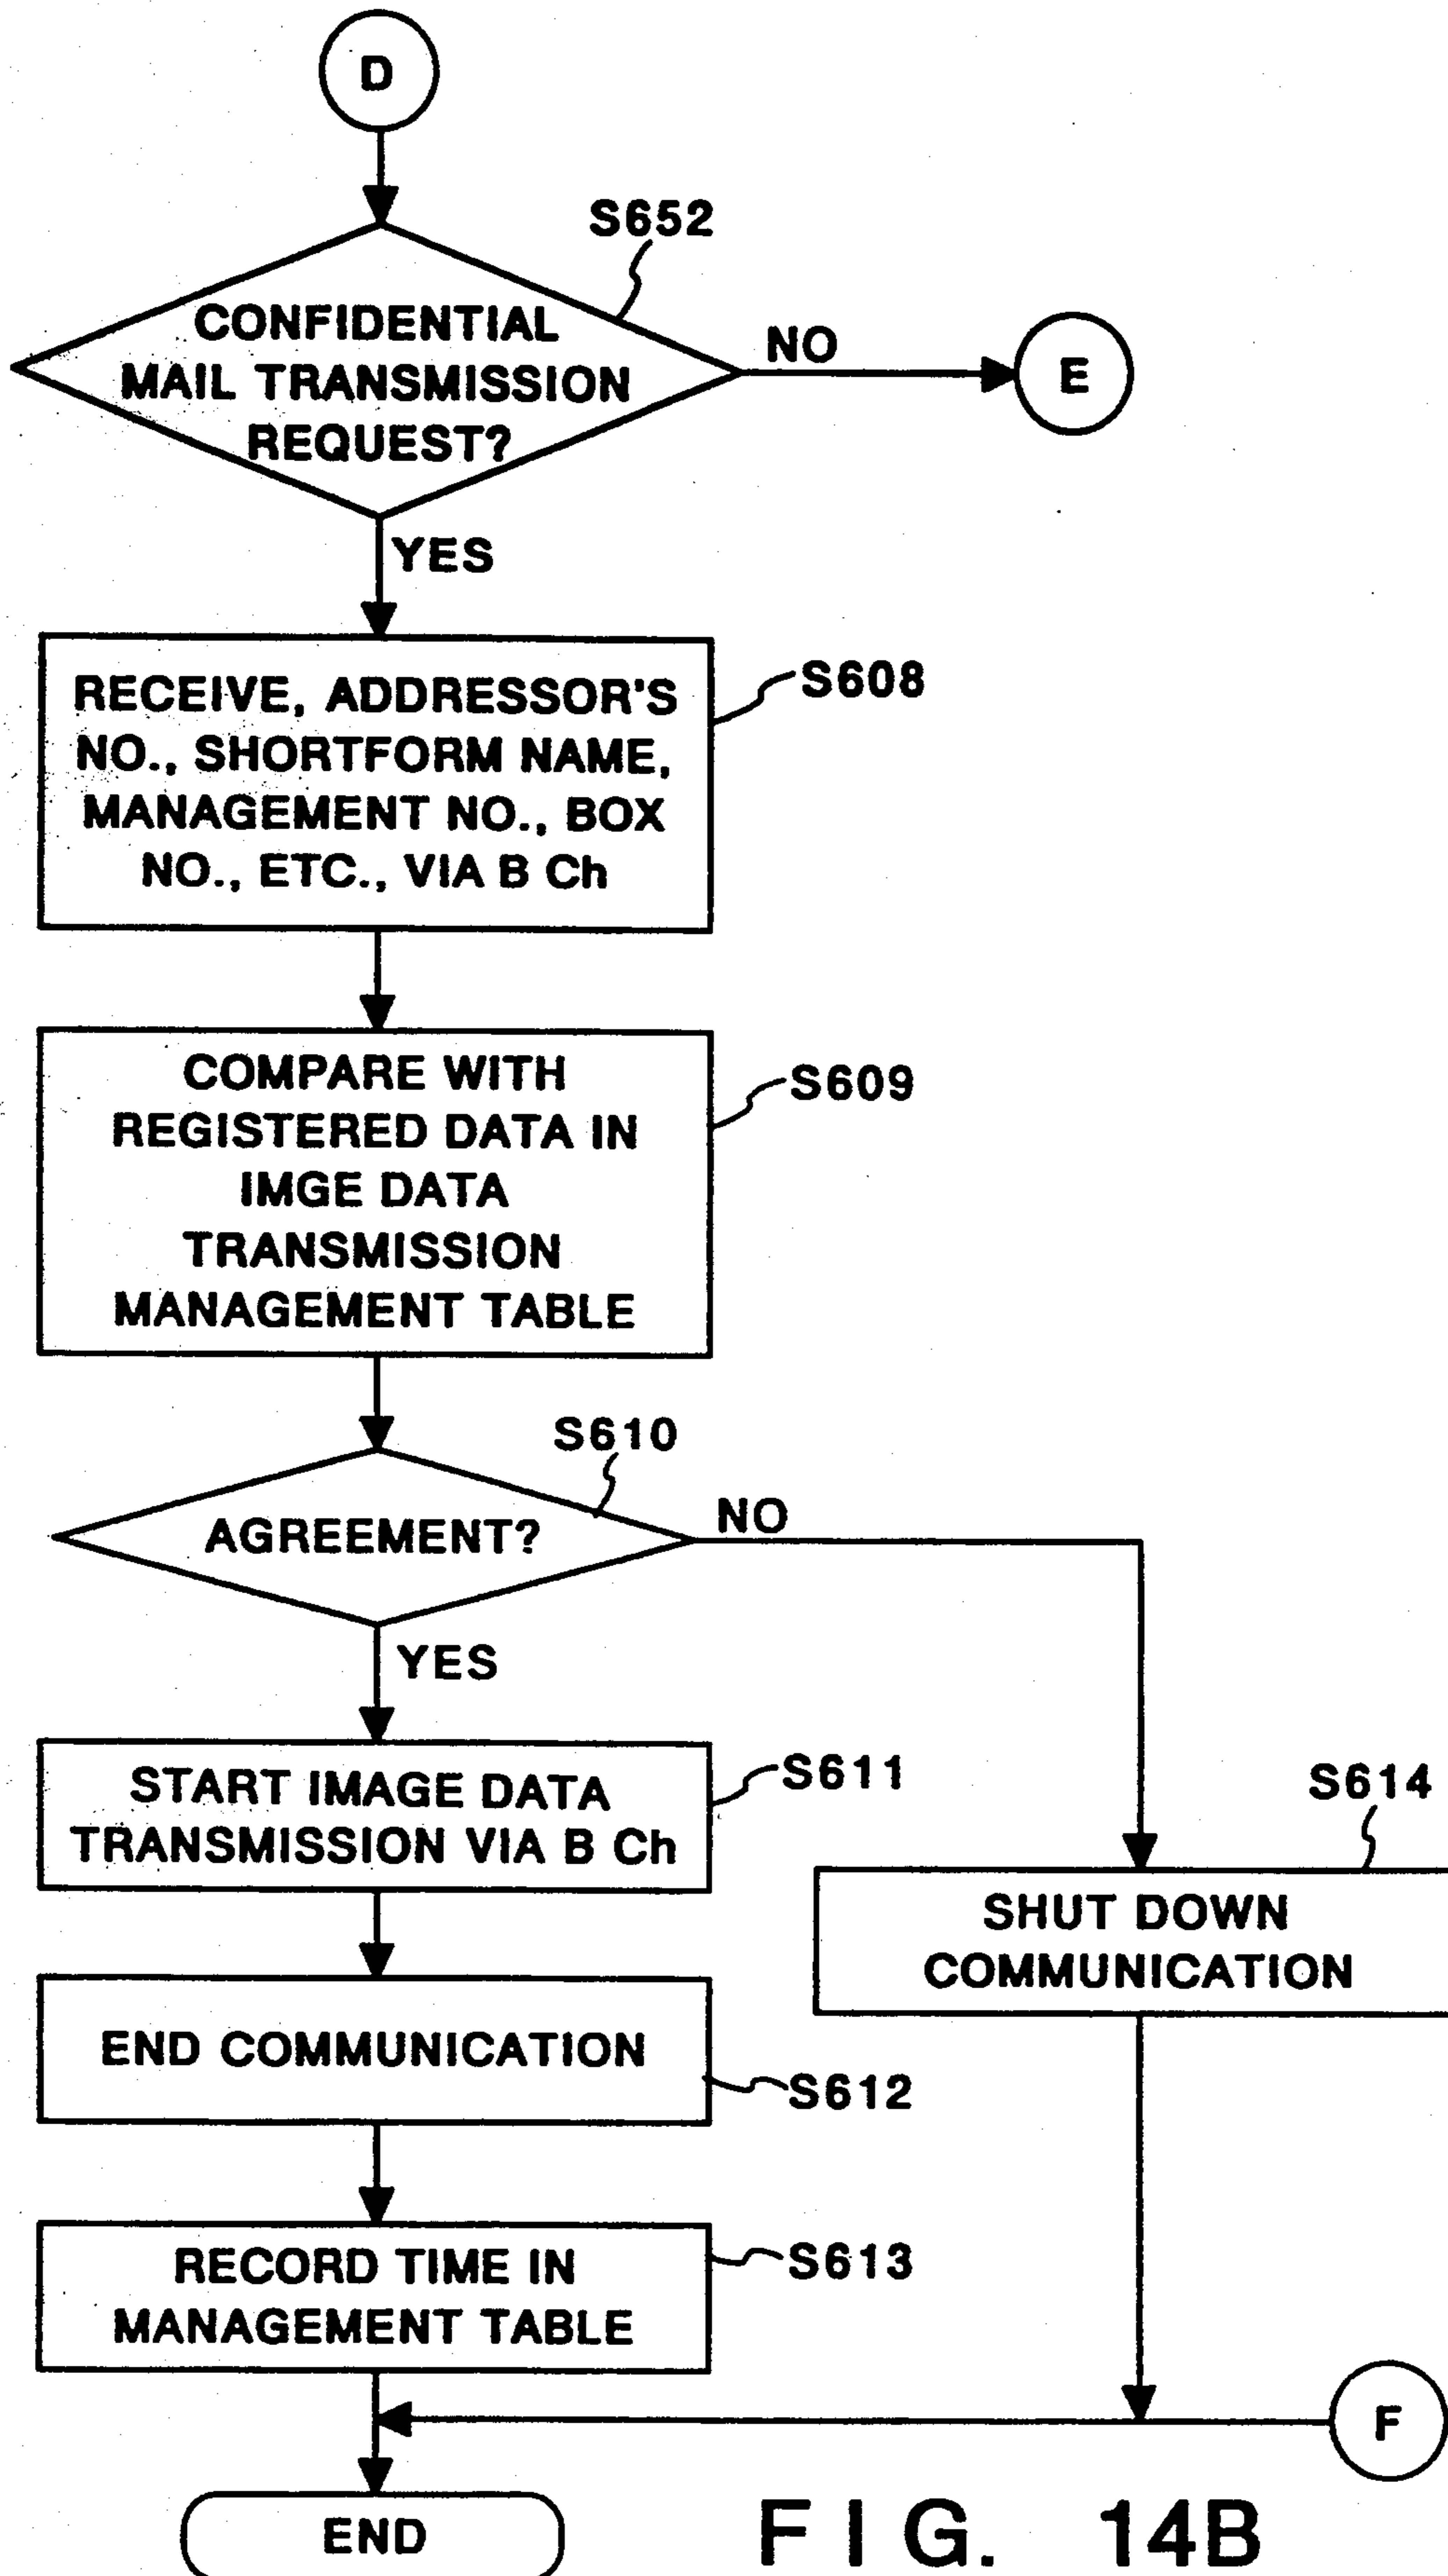 D
S652
CONFIDENTIAL
MAIL TRANSMISSION
REQUEST?
NO
E
YES
RECEIVE, ADDRESSOR'S
NO., SHORTFORM NAME,
MANAGEMENT NO., BOX
NO., ETC., VIA B Ch
S608
COMPARE WITH
REGISTERED DATA IN
IMGE DATA
TRANSMISSION
MANAGEMENT TABLE
S609
S610
AGREEMENT?
NO
YES
START IMAGE DATA
TRANSMISSION VIA B Ch
S611
S614
SHUT DOWN
COMMUNICATION
END COMMUNICATION
S612
RECORD TIME IN
MANAGEMENT TABLE
S613
F
END
FIG. 14B